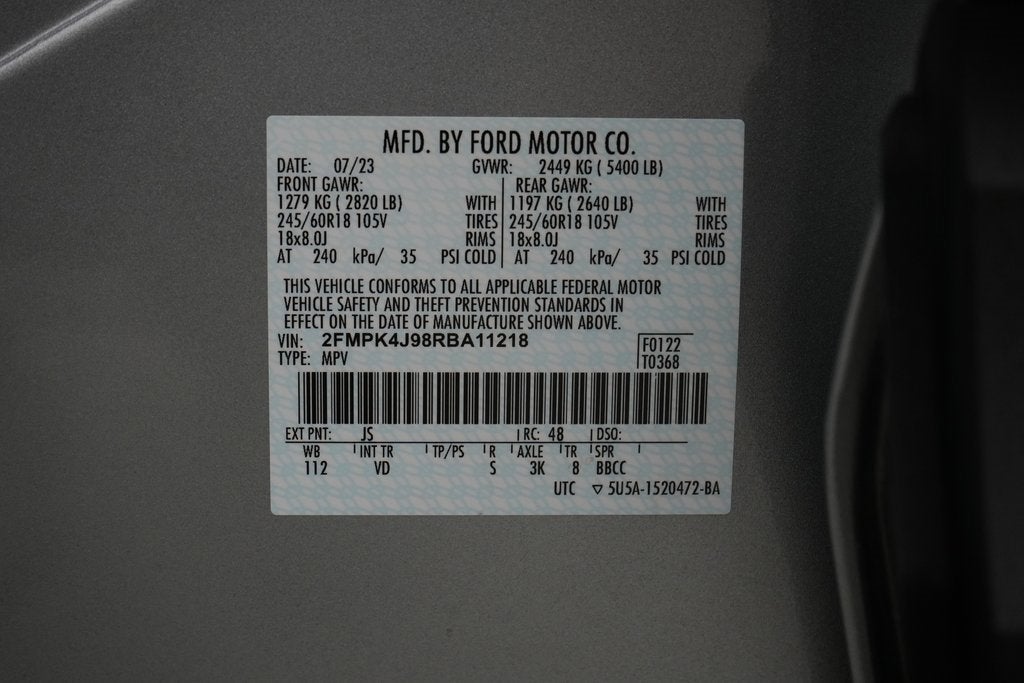 MFD. BY FORD MOTOR CO.
DATE: 07/23 GVWR: 2449 KG ( 5400 LB)
FRONT GAWR: REAR GAWR:
1279 KG ( 2820 LB) WITH 1197 KG ( 2640 LB) WITH
245/60R18 105V TIRES 245/60R18 105V TIRES
18x8.0J RIMS 18x8.0J RIMS
AT 240 kPa/ 35 PSI COLD AT 240 kPa/ 35 PSI COLD
THIS VEHICLE CONFORMS TO ALL APPLICABLE FEDERAL MOTOR
VEHICLE SAFETY AND THEFT PREVENTION STANDARDS IN
EFFECT ON THE DATE OF MANUFACTURE SHOWN ABOVE.
VIN: 2FMPK4J98RBA11218 F0122
TYPE: MPV T0368
EXT PNT: JS RC: 48 DSO:
WB INT TR TP/PS R AXLE TR SPR
112 VD S 3K 8 BBCC
UTC ▽ 5U5A-1520472-BA